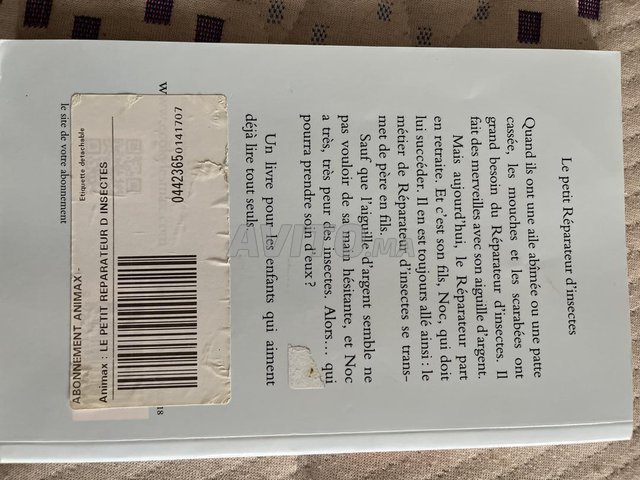 Le petit Réparateur d'insectes
Quand ils ont une aile abîmée ou une patte
cassée, les mouches et les scarabées ont
grand besoin du Réparateur d'insectes. Il
fait des merveilles avec son aiguille d'argent.
Mais aujourd'hui, le Réparateur part
en retraite. Et c'est son fils, Noc, qui doit
lui succéder. Il en est toujours allé ainsi : le
métier de Réparateur d'insectes se trans-
met de père en fils.
Sauf que l'aiguille d'argent semble ne
pas vouloir de sa main hésitante, et Noc
a très, très peur des insectes. Alors... qui
pourra prendre soin d'eux ?
Un livre pour les enfants qui aiment
déjà lire tout seuls.
ABONNEMENT ANIMAX :-
Animax : LE PETIT REPARATEUR D INSECTES
04423650141707
Etiquette détachable
le site de votre abonnement
w
18
AVITO.ma